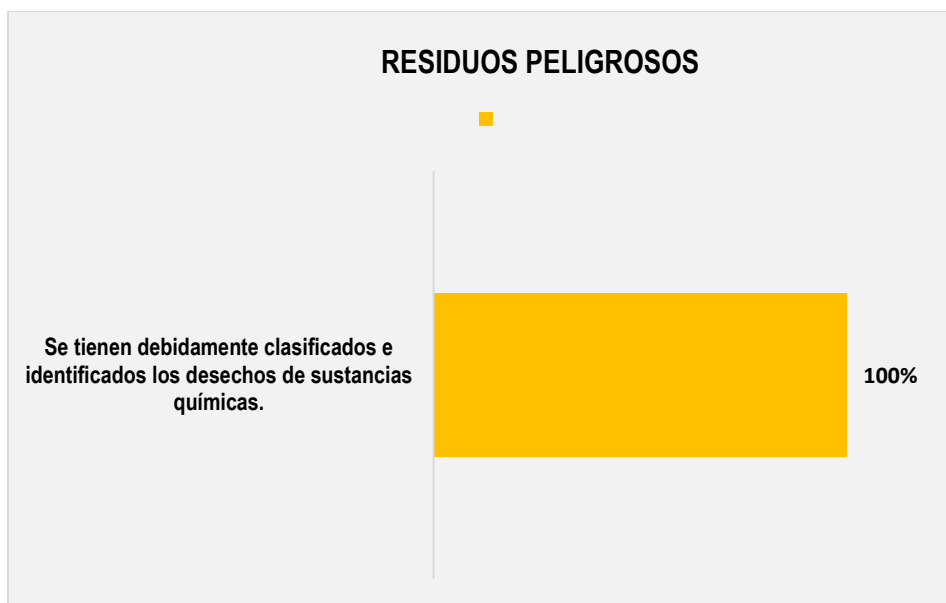 RESIDUOS PELIGROSOS
Se tienen debidamente clasificados e
identificados los desechos de sustancias
químicas.
100%